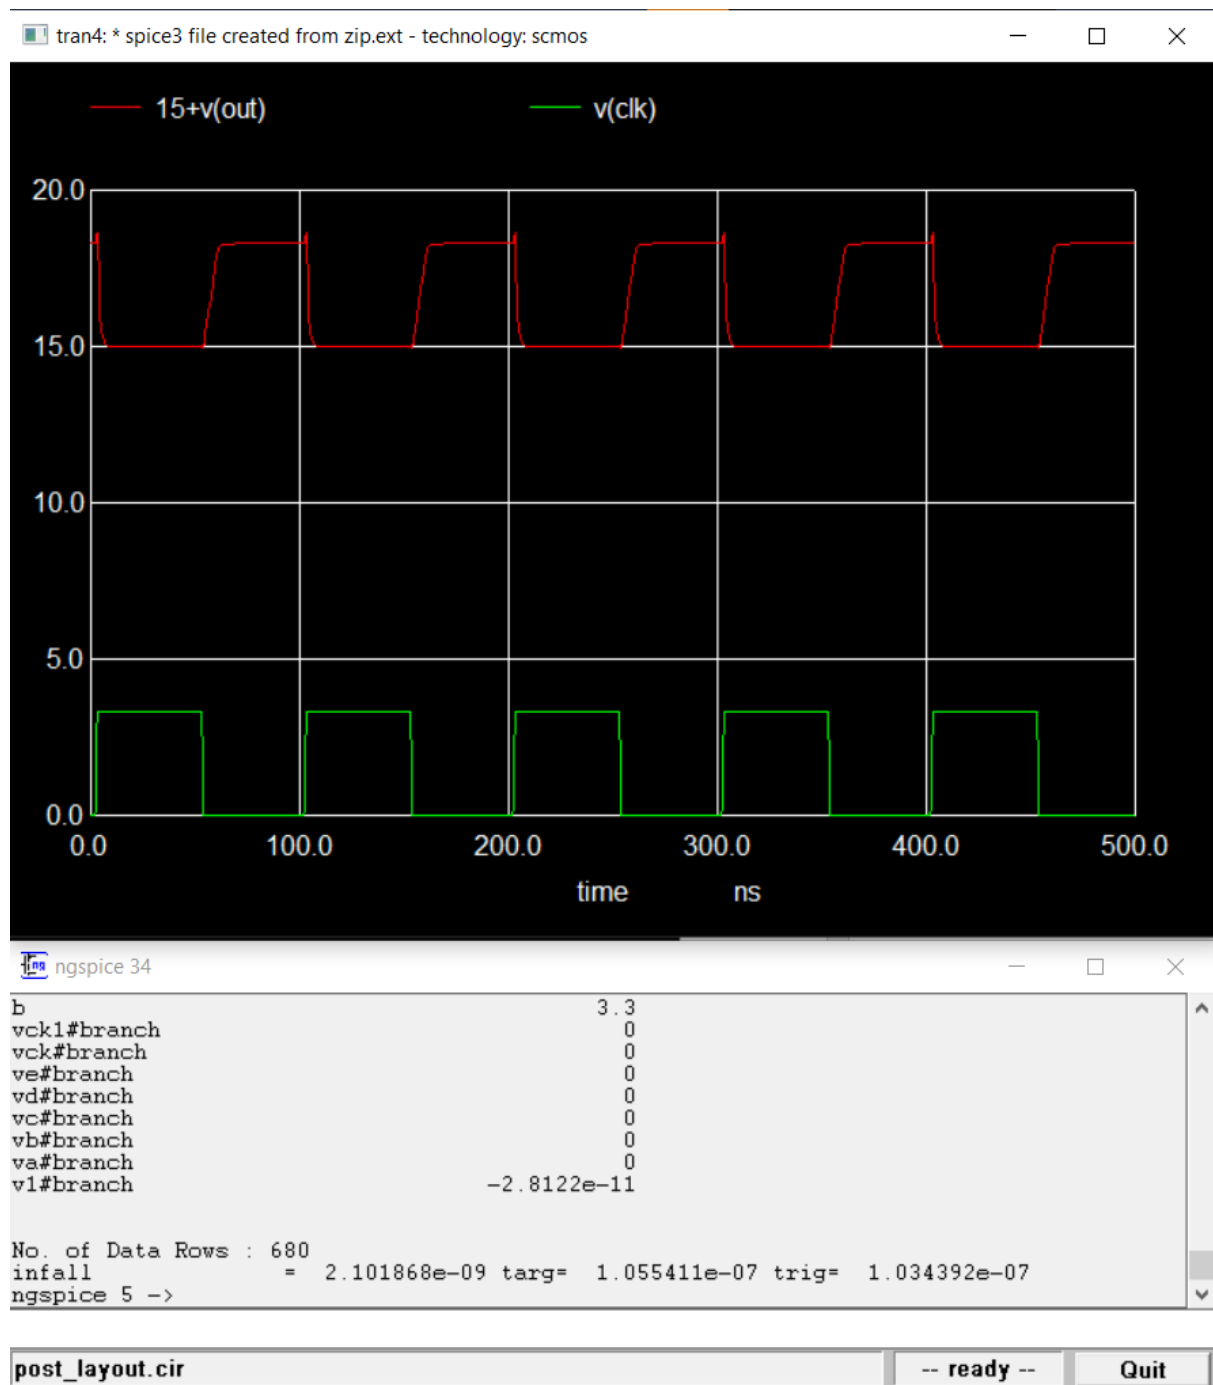 tran4: * spice3 file created from zip.ext - technology: scmos
15+v(out) v(clk)
20.0
15.0
10.0
5.0
0.0
0.0 100.0 200.0 300.0 400.0 500.0
time ns
ngspice 34
b 3.3
vck1#branch 0
vck#branch 0
ve#branch 0
vd#branch 0
vc#branch 0
vb#branch 0
va#branch 0
v1#branch -2.8122e-11
No. of Data Rows : 680
infall = 2.101868e-09 targ= 1.055411e-07 trig= 1.034392e-07
ngspice 5 ->
post_layout.cir -- ready -- Quit